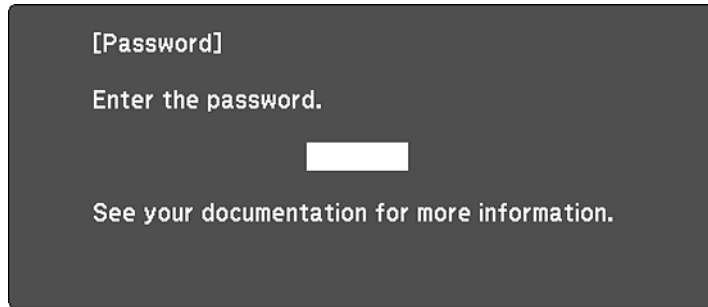 [Password]
Enter the password.
See your documentation for more information.